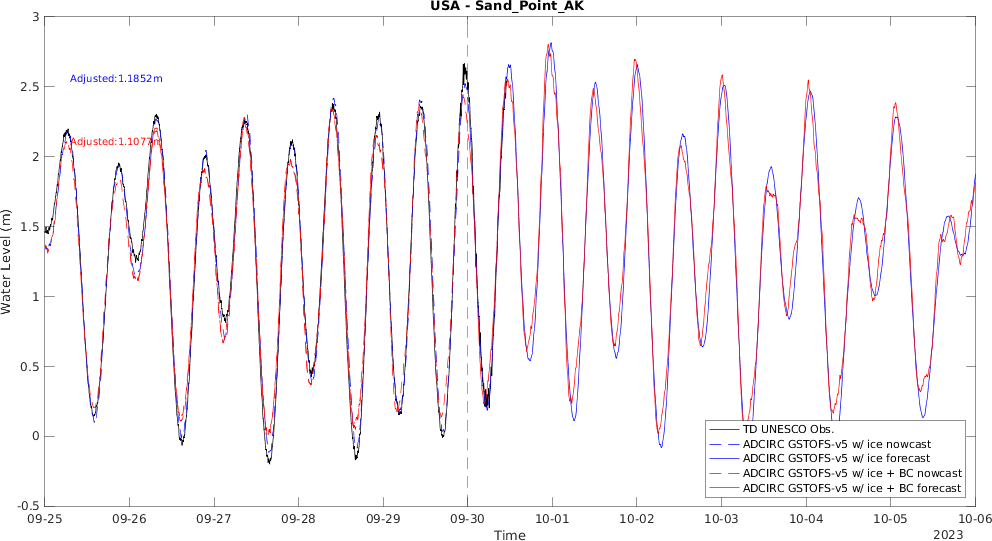 USA - Sand_Point_AK
3
2.5
2
1.5
1
0.5
0
-0.5
Water Level (m)
Adjusted:1.1852m
Adjusted:1.1077m
TD UNESCO Obs.
ADCIRC GSTOFS-v5 w/ ice nowcast
ADCIRC GSTOFS-v5 w/ ice forecast
ADCIRC GSTOFS-v5 w/ ice + BC nowcast
ADCIRC GSTOFS-v5 w/ ice + BC forecast
09-25 09-26 09-27 09-28 09-29 09-30 10-01 10-02 10-03 10-04 10-05 10-06
Time
2023